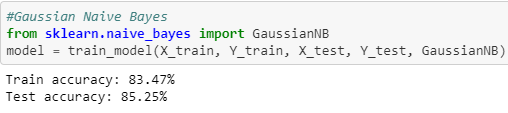 #Gaussian Naive Bayes
from sklearn.naive_bayes import GaussianNB
model = train_model(X_train, Y_train, X_test, Y_test, GaussianNB)
Train accuracy: 83.47%
Test accuracy: 85.25%